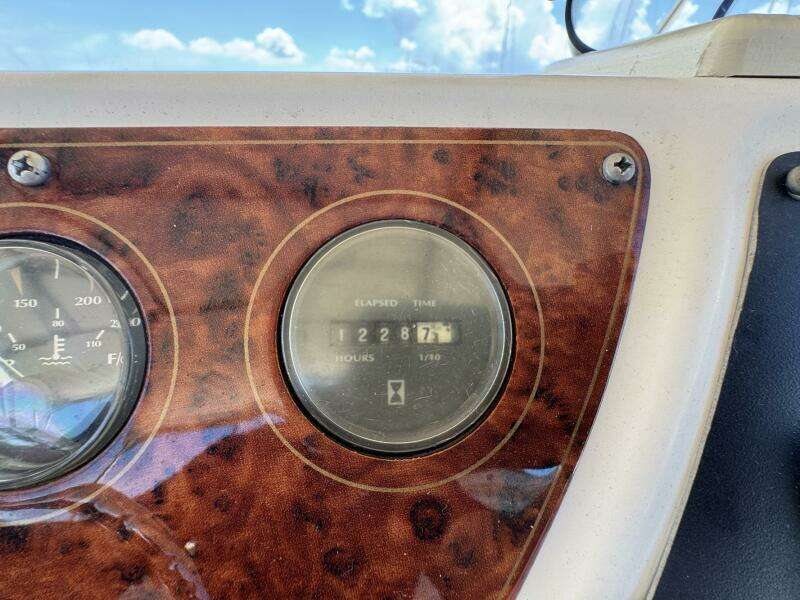 ELAPSED TIME
1 2 2 8 7
HOURS 1/10
150 200
80
50 110
F/